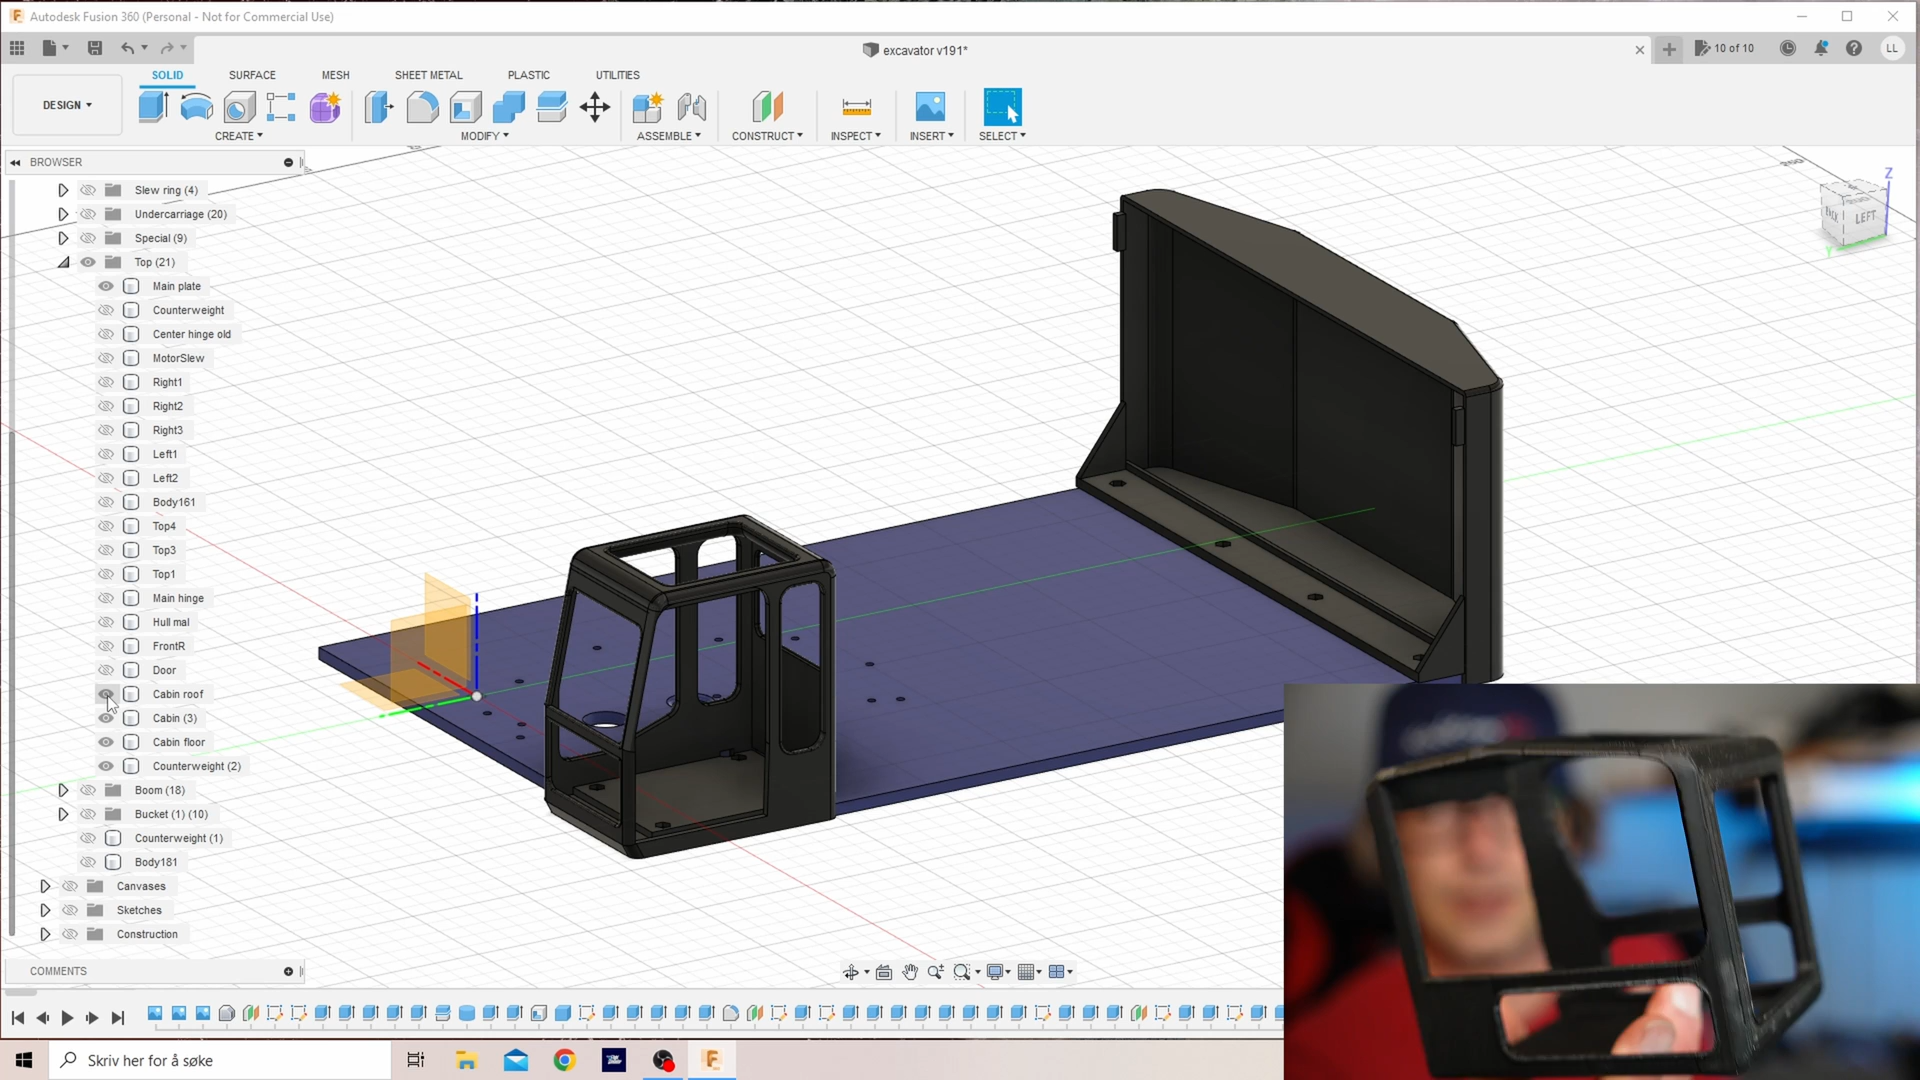 Autodesk Fusion 360 (Personal - Not for Commercial Use)
excavator v191*
10 of 10
LL
SOLID
SURFACE
MESH
SHEET METAL
PLASTIC
UTILITIES
DESIGN
CREATE
MODIFY
ASSEMBLE
CONSTRUCT
INSPECT
INSERT
SELECT
BROWSER
Slew ring (4)
Undercarriage (20)
Special (9)
Top (21)
Main plate
Counterweight
Center hinge old
MotorSlew
Right1
Right2
Right3
Left1
Left2
Body161
Top4
Top3
Top1
Main hinge
Hull mal
FrontR
Door
Cabin roof
Cabin (3)
Cabin floor
Counterweight (2)
Boom (18)
Bucket (1) (10)
Counterweight (1)
Body181
Canvases
Sketches
Construction
COMMENTS
Z
LEFT
Y
Skriv her for å søke